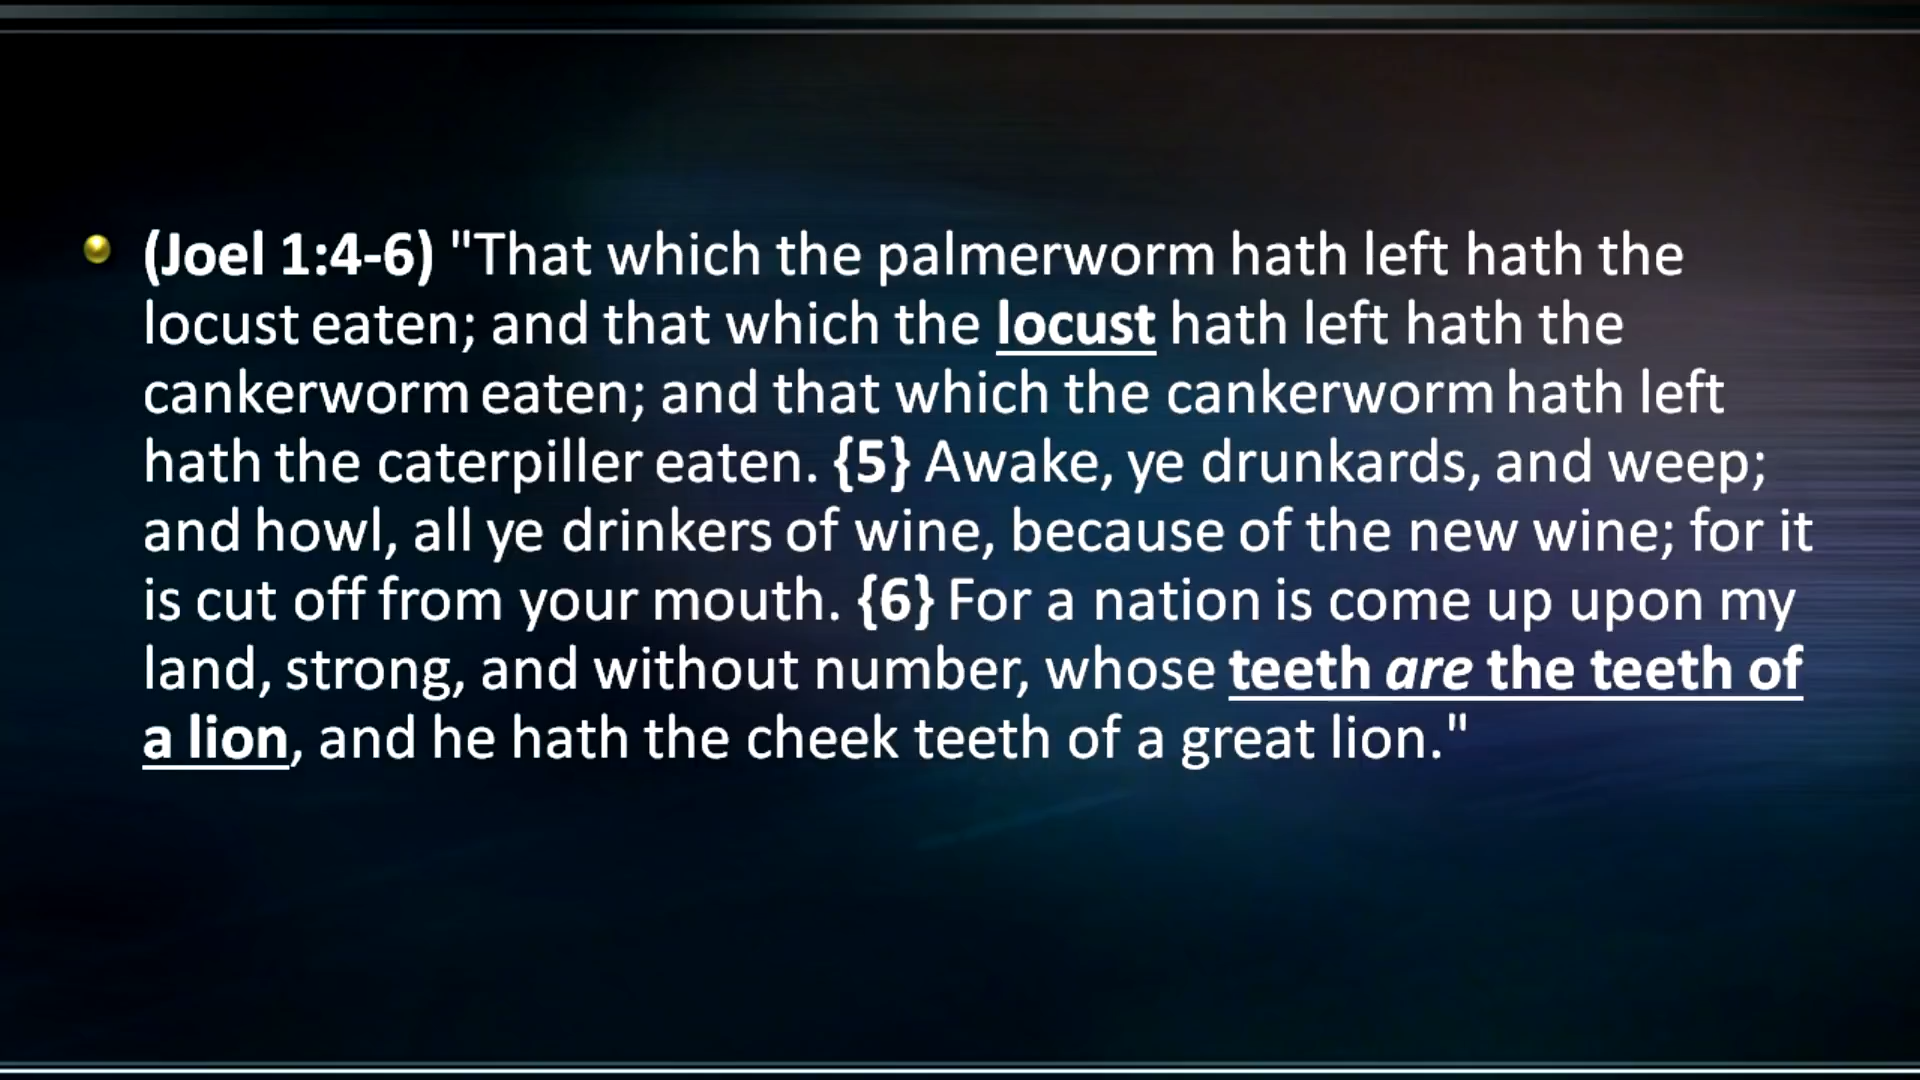 (Joel 1:4-6) "That which the palmerworm hath left hath the
locust eaten; and that which the locust hath left hath the
cankerworm eaten; and that which the cankerworm hath left
hath the caterpiller eaten. {5} Awake, ye drunkards, and weep;
and howl, all ye drinkers of wine, because of the new wine; for it
is cut off from your mouth. {6} For a nation is come up upon my
land, strong, and without number, whose teeth are the teeth of
a lion, and he hath the cheek teeth of a great lion."